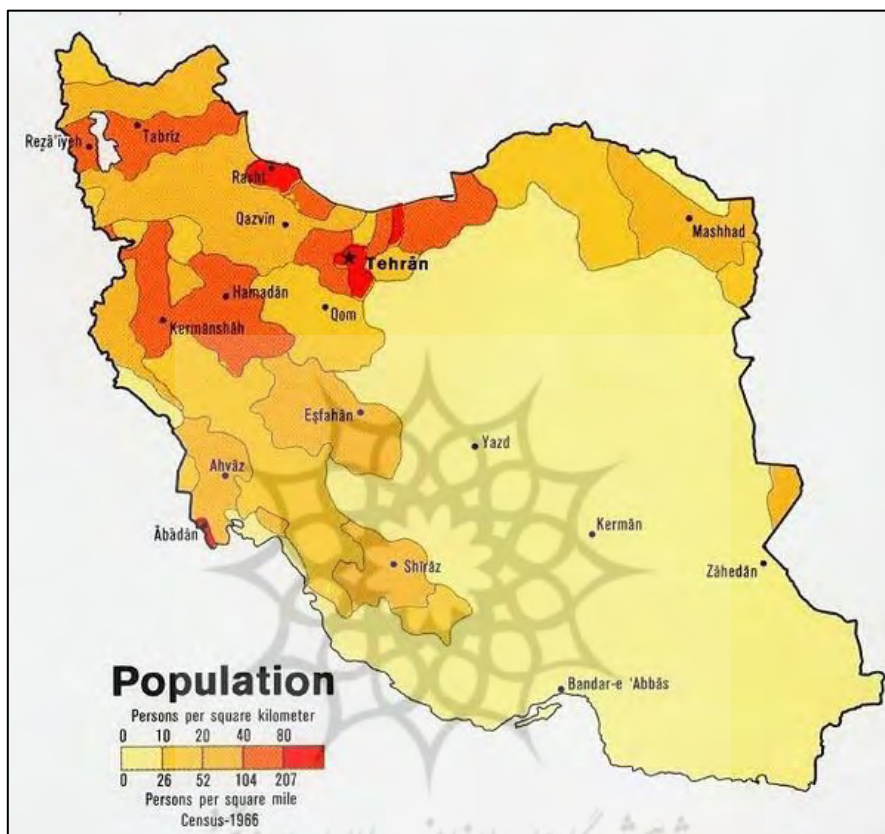 Tabrīz
Reẓā'īyeh
Rasht
Qazvīn
Mashhad
Tehrān
Hamadān
Qom
Kermānshāh
Eşfahān
Yazd
Ahvāz
Ābādān
Kermān
Shīrāz
Zāhedān
Bandar-e 'Abbās
Population
Persons per square kilometer
0 10 20 40 80
0 26 52 104 207
Persons per square mile
Census-1966